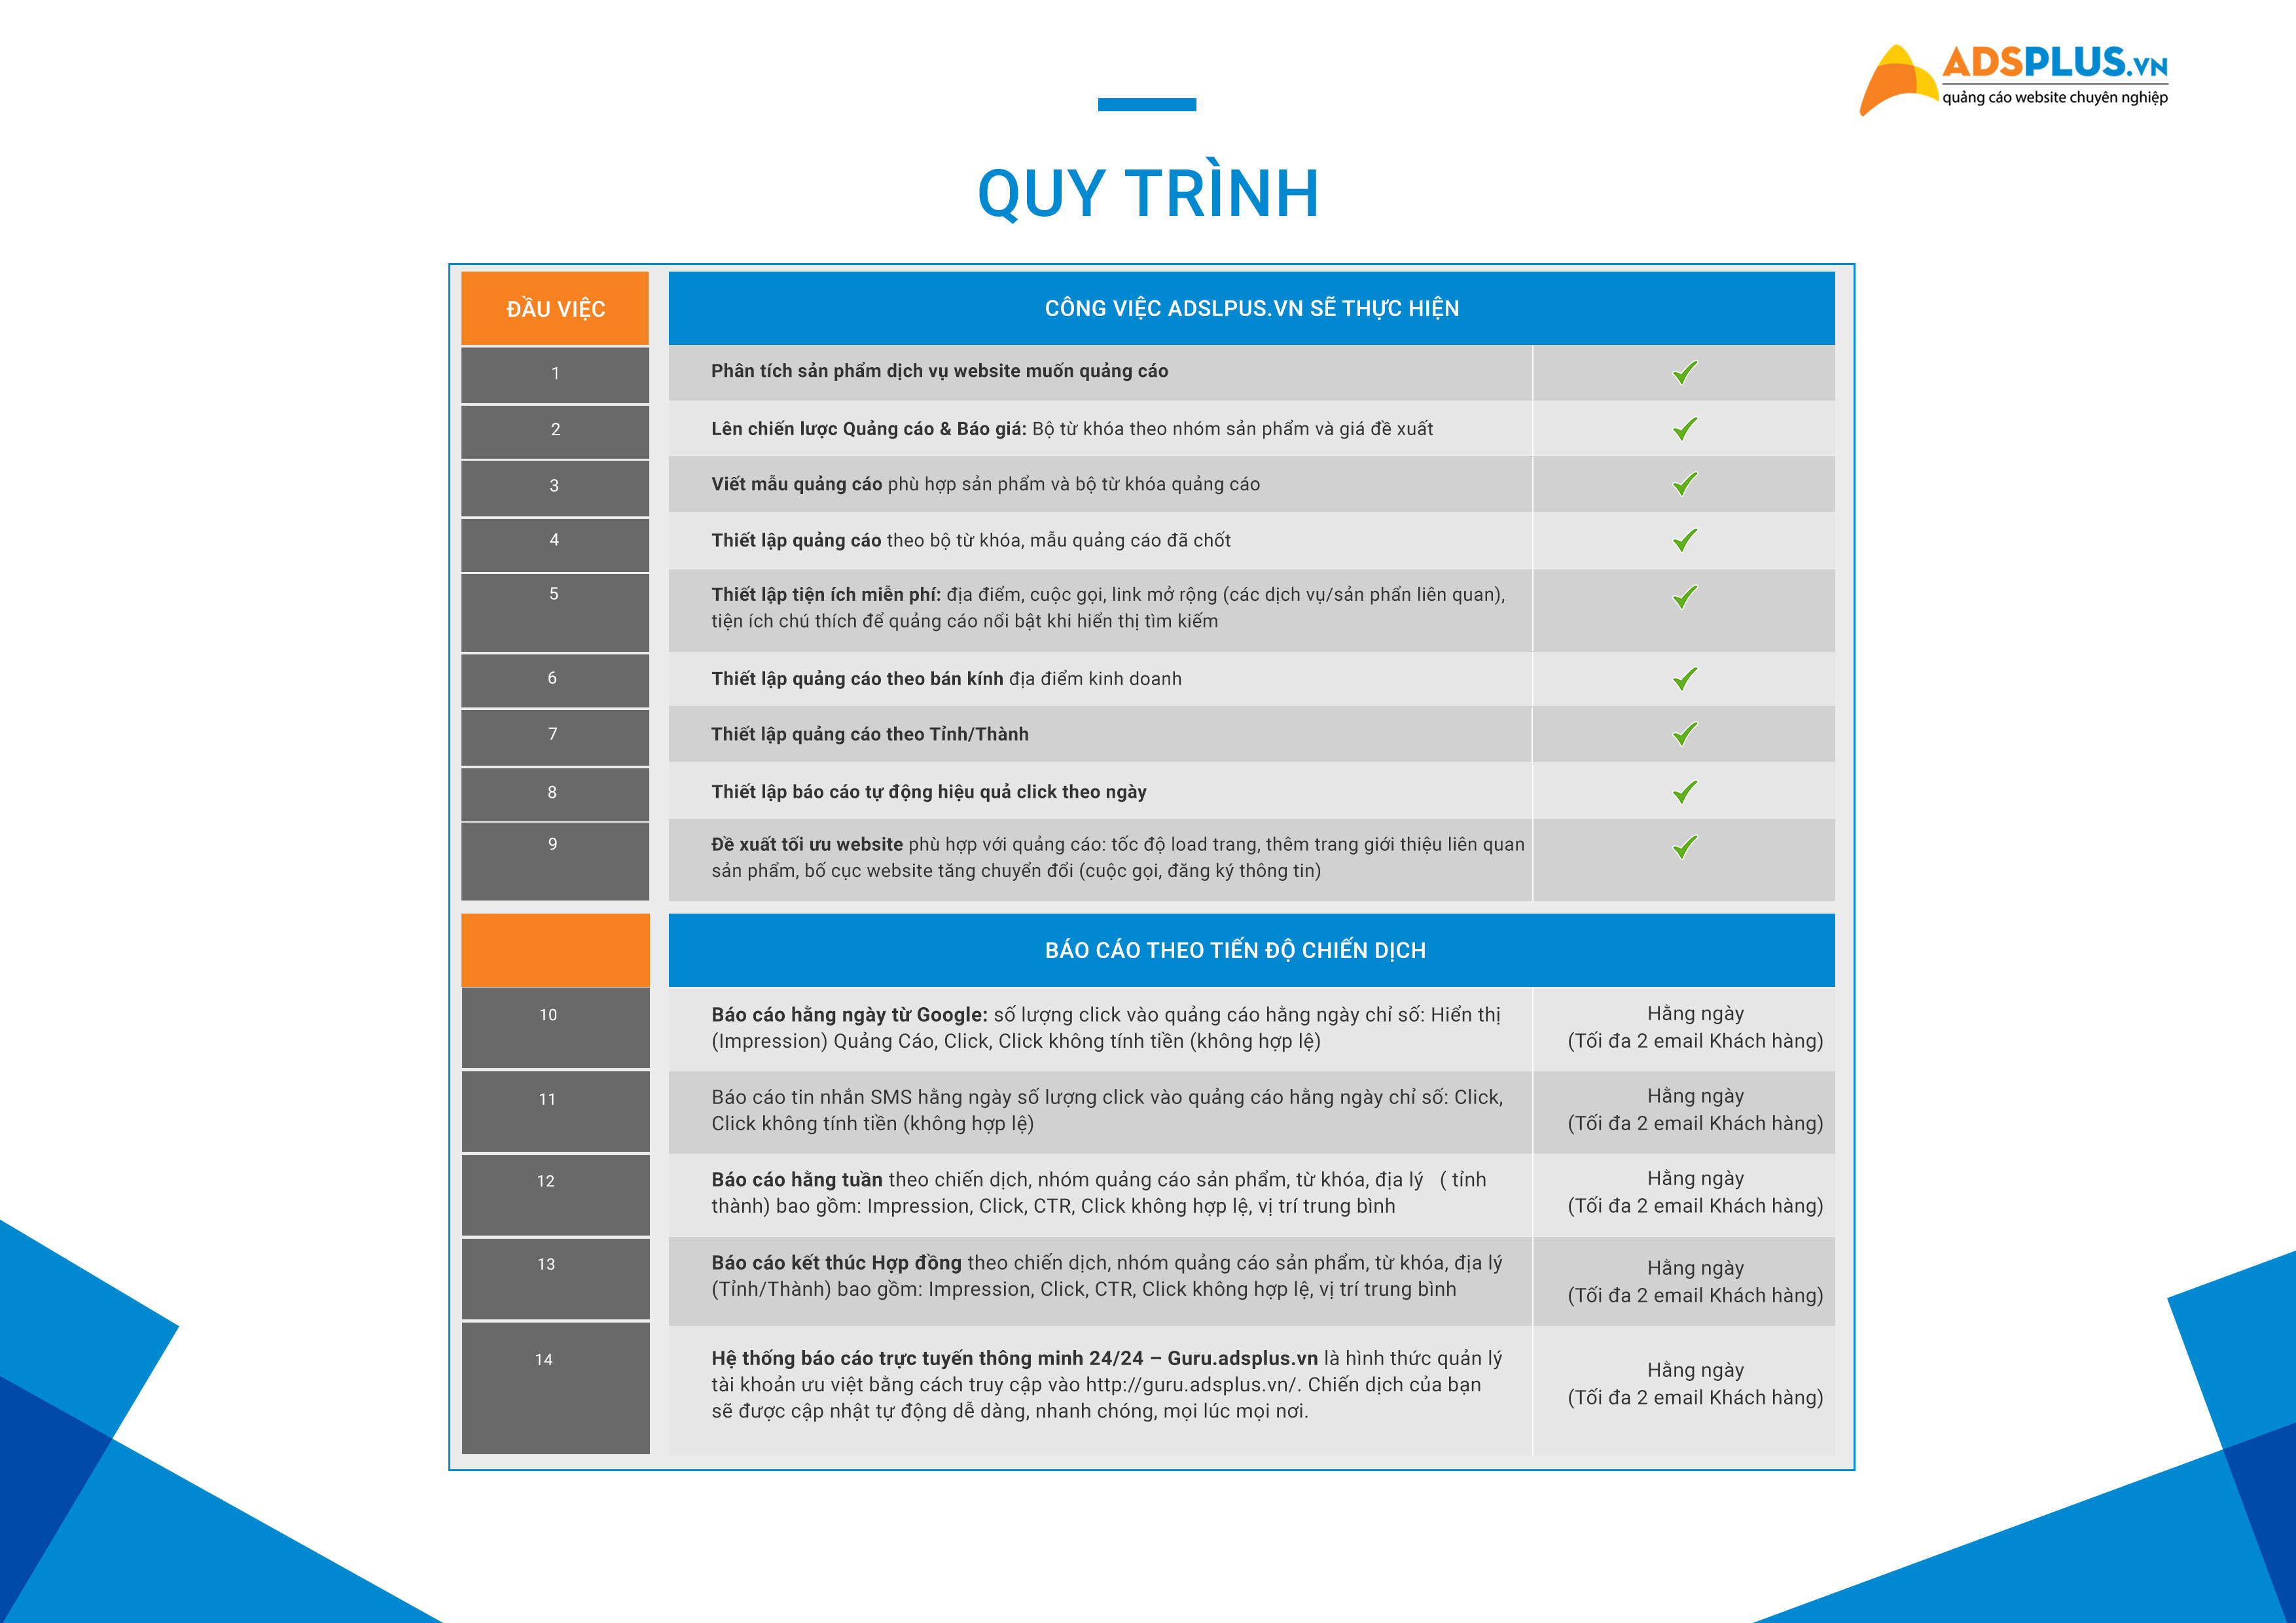 ADSPLUS.VN
quảng cáo website chuyên nghiệp
QUY TRÌNH
ĐẦU VIỆC
CÔNG VIỆC ADSLPUS.VN SẼ THỰC HIỆN
1
Phân tích sản phẩm dịch vụ website muốn quảng cáo
2
Lên chiến lược Quảng cáo & Báo giá: Bộ từ khóa theo nhóm sản phẩm và giá đề xuất
3
Viết mẫu quảng cáo phù hợp sản phẩm và bộ từ khóa quảng cáo
4
Thiết lập quảng cáo theo bộ từ khóa, mẫu quảng cáo đã chốt
5
Thiết lập tiện ích miễn phí: địa điểm, cuộc gọi, link mở rộng (các dịch vụ/sản phẩn liên quan),
tiện ích chú thích để quảng cáo nổi bật khi hiển thị tìm kiếm
6
Thiết lập quảng cáo theo bán kính địa điểm kinh doanh
7
Thiết lập quảng cáo theo Tỉnh/Thành
8
Thiết lập báo cáo tự động hiệu quả click theo ngày
9
Đề xuất tối ưu website phù hợp với quảng cáo: tốc độ load trang, thêm trang giới thiệu liên quan
sản phẩm, bố cục website tăng chuyển đổi (cuộc gọi, đăng ký thông tin)
BÁO CÁO THEO TIẾN ĐỘ CHIẾN DỊCH
10
Báo cáo hằng ngày từ Google: số lượng click vào quảng cáo hằng ngày chỉ số: Hiển thị
(Impression) Quảng Cáo, Click, Click không tính tiền (không hợp lệ)
Hằng ngày
(Tối đa 2 email Khách hàng)
11
Báo cáo tin nhắn SMS hằng ngày số lượng click vào quảng cáo hằng ngày chỉ số: Click,
Click không tính tiền (không hợp lệ)
Hằng ngày
(Tối đa 2 email Khách hàng)
12
Báo cáo hằng tuần theo chiến dịch, nhóm quảng cáo sản phẩm, từ khóa, địa lý ( tỉnh
thành) bao gồm: Impression, Click, CTR, Click không hợp lệ, vị trí trung bình
Hằng ngày
(Tối đa 2 email Khách hàng)
13
Báo cáo kết thúc Hợp đồng theo chiến dịch, nhóm quảng cáo sản phẩm, từ khóa, địa lý
(Tỉnh/Thành) bao gồm: Impression, Click, CTR, Click không hợp lệ, vị trí trung bình
Hằng ngày
(Tối đa 2 email Khách hàng)
14
Hệ thống báo cáo trực tuyến thông minh 24/24 – Guru.adsplus.vn là hình thức quản lý
tài khoản ưu việt bằng cách truy cập vào http://guru.adsplus.vn/. Chiến dịch của bạn
sẽ được cập nhật tự động dễ dàng, nhanh chóng, mọi lúc mọi nơi.
Hằng ngày
(Tối đa 2 email Khách hàng)